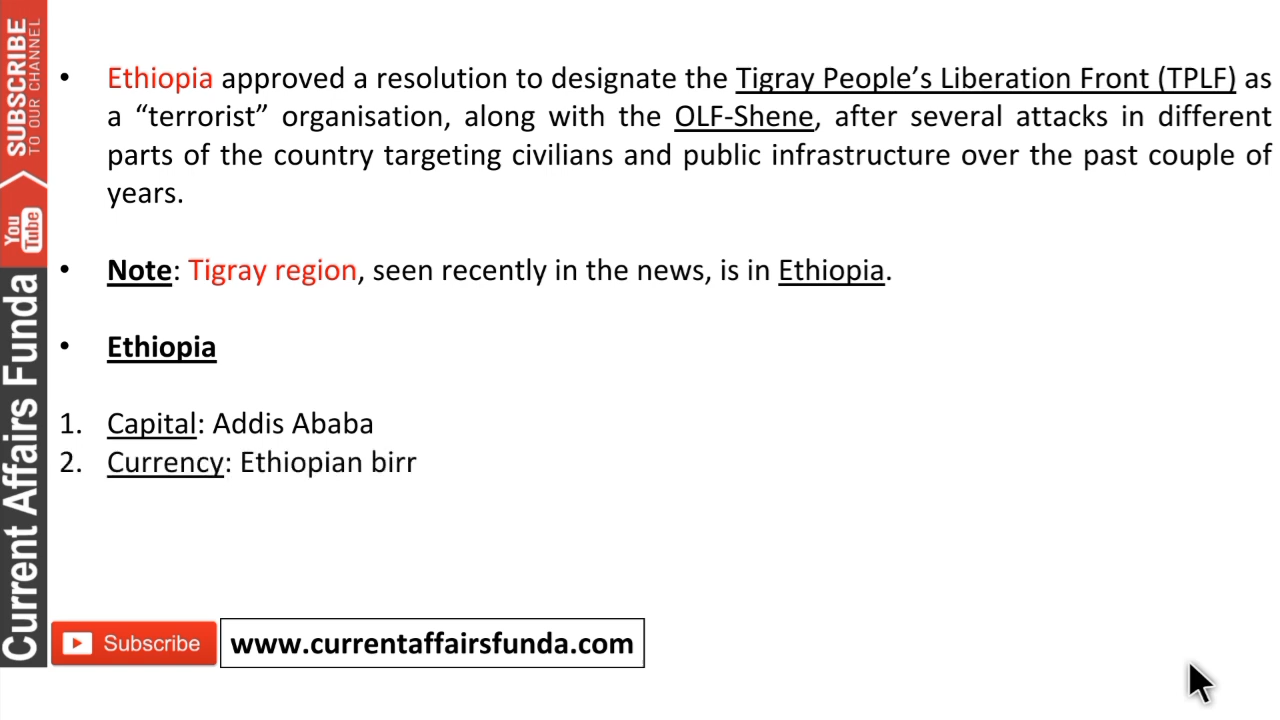 SUBSCRIBE
TO OUR CHANNEL
You
Tube
Current Affairs Funda
• Ethiopia approved a resolution to designate the Tigray People’s Liberation Front (TPLF) as
a “terrorist” organisation, along with the OLF-Shene, after several attacks in different
parts of the country targeting civilians and public infrastructure over the past couple of
years.
• Note: Tigray region, seen recently in the news, is in Ethiopia.
• Ethiopia
1. Capital: Addis Ababa
2. Currency: Ethiopian birr
Subscribe
www.currentaffairsfunda.com